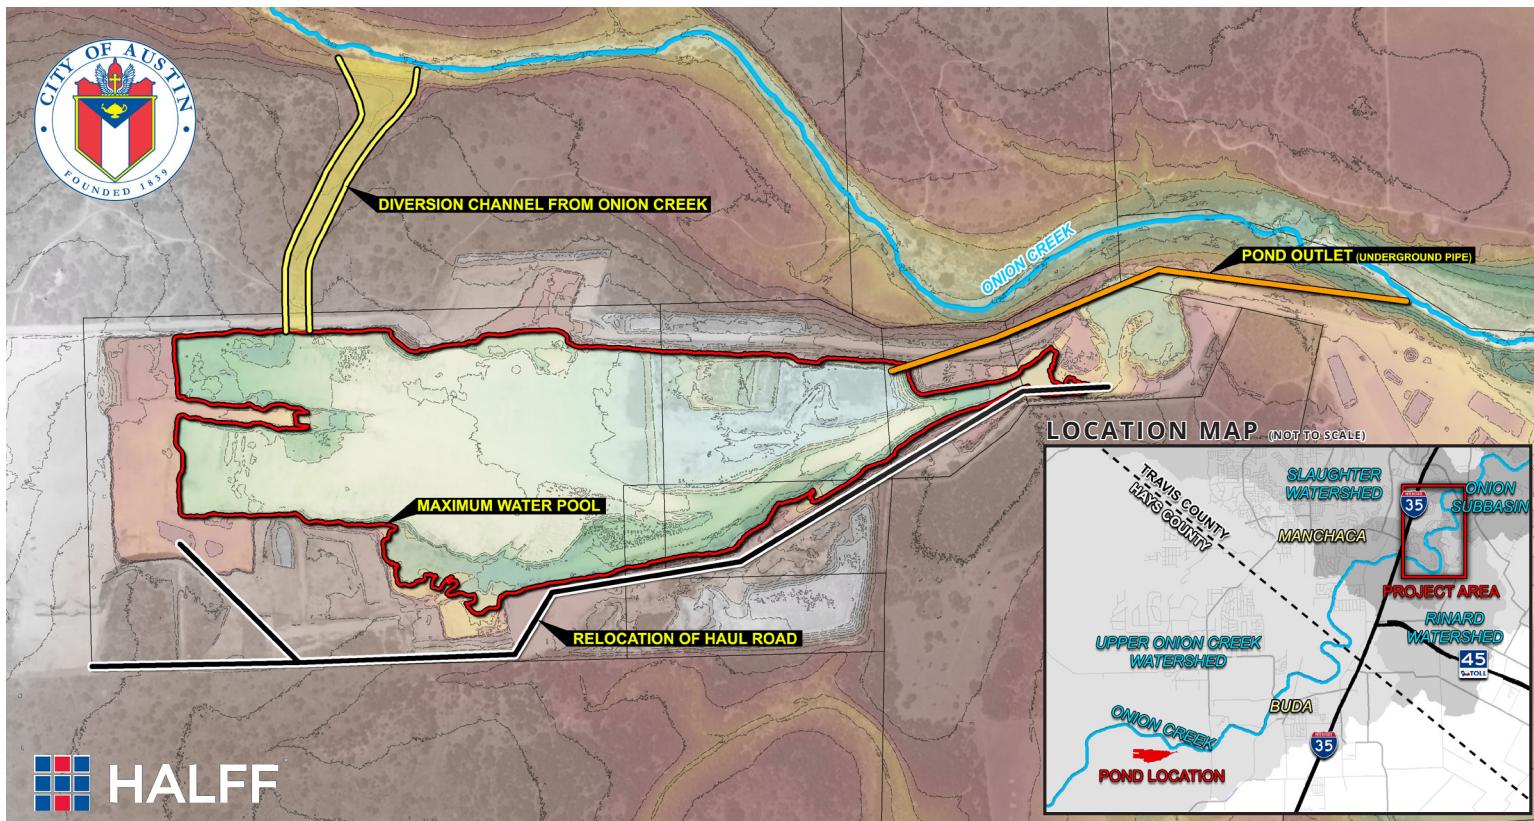 CITY OF AUSTIN
FOUNDED 1839
DIVERSION CHANNEL FROM ONION CREEK
ONION CREEK
POND OUTLET (UNDERGROUND PIPE)
MAXIMUM WATER POOL
RELOCATION OF HAUL ROAD
HALFF
LOCATION MAP (NOT TO SCALE)
TRAVIS COUNTY
HAYS COUNTY
SLAUGHTER
WATERSHED
ONION
SUBBASIN
35
MANCHACA
PROJECT AREA
RINARD
WATERSHED
45
TOLL
UPPER ONION CREEK
WATERSHED
BUDA
ONION CREEK
35
POND LOCATION